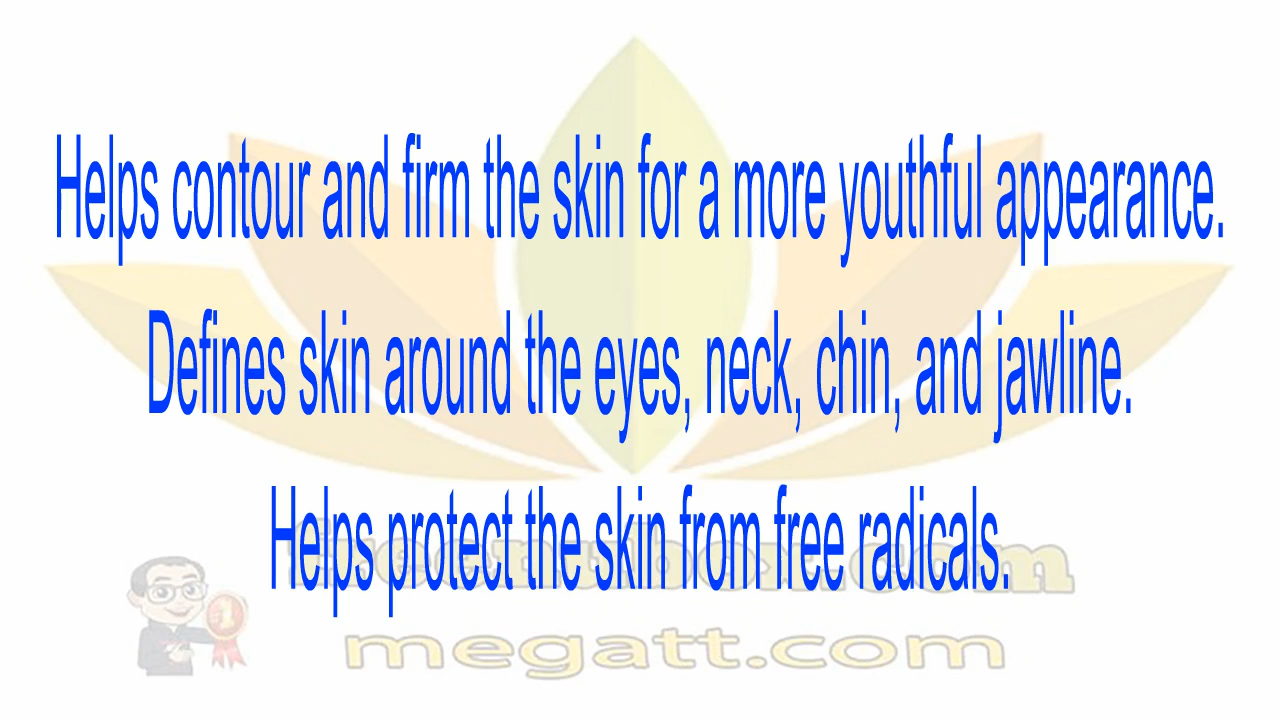 Helps contour and firm the skin for a more youthful appearance.
Defines skin around the eyes, neck, chin, and jawline.
Helps protect the skin from free radicals.
1
megatt.com